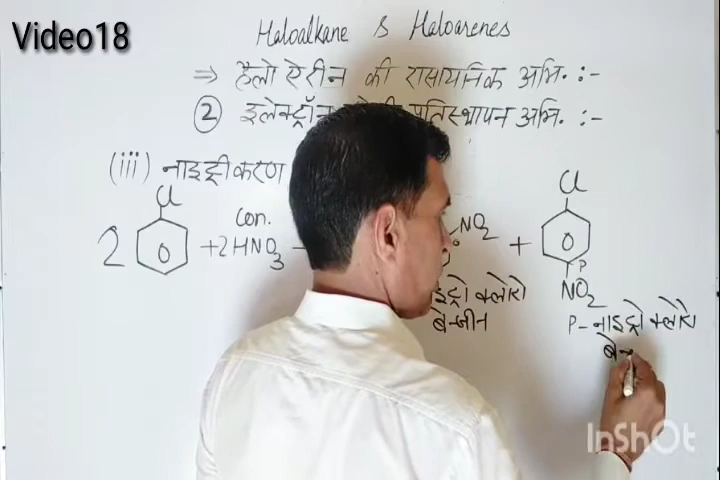 Video18
Haloalkane & Haloarenes
⇒ हैलो ऐरीन की रासायनिक अभि. :-
② इलेक्ट्रॉन प्रतिस्थापन अभि. :-
(iii) नाइट्रीकरण
Cl Cl
Con. NO2
2 + 2HNO3 +
P
NO2
इट्रो क्लोरो P- नाइट्रो क्लोरो
बेन्जीन बेन
InShOt